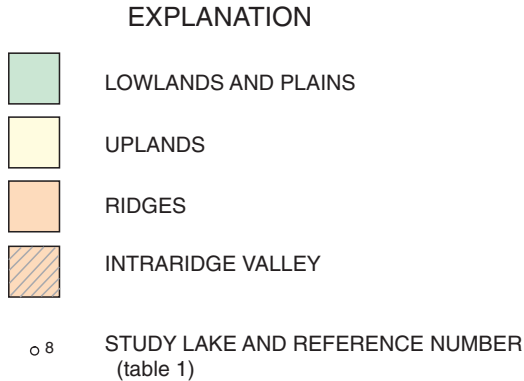 EXPLANATION
LOWLANDS AND PLAINS
UPLANDS
RIDGES
INTRARIDGE VALLEY
8 STUDY LAKE AND REFERENCE NUMBER
(table 1)